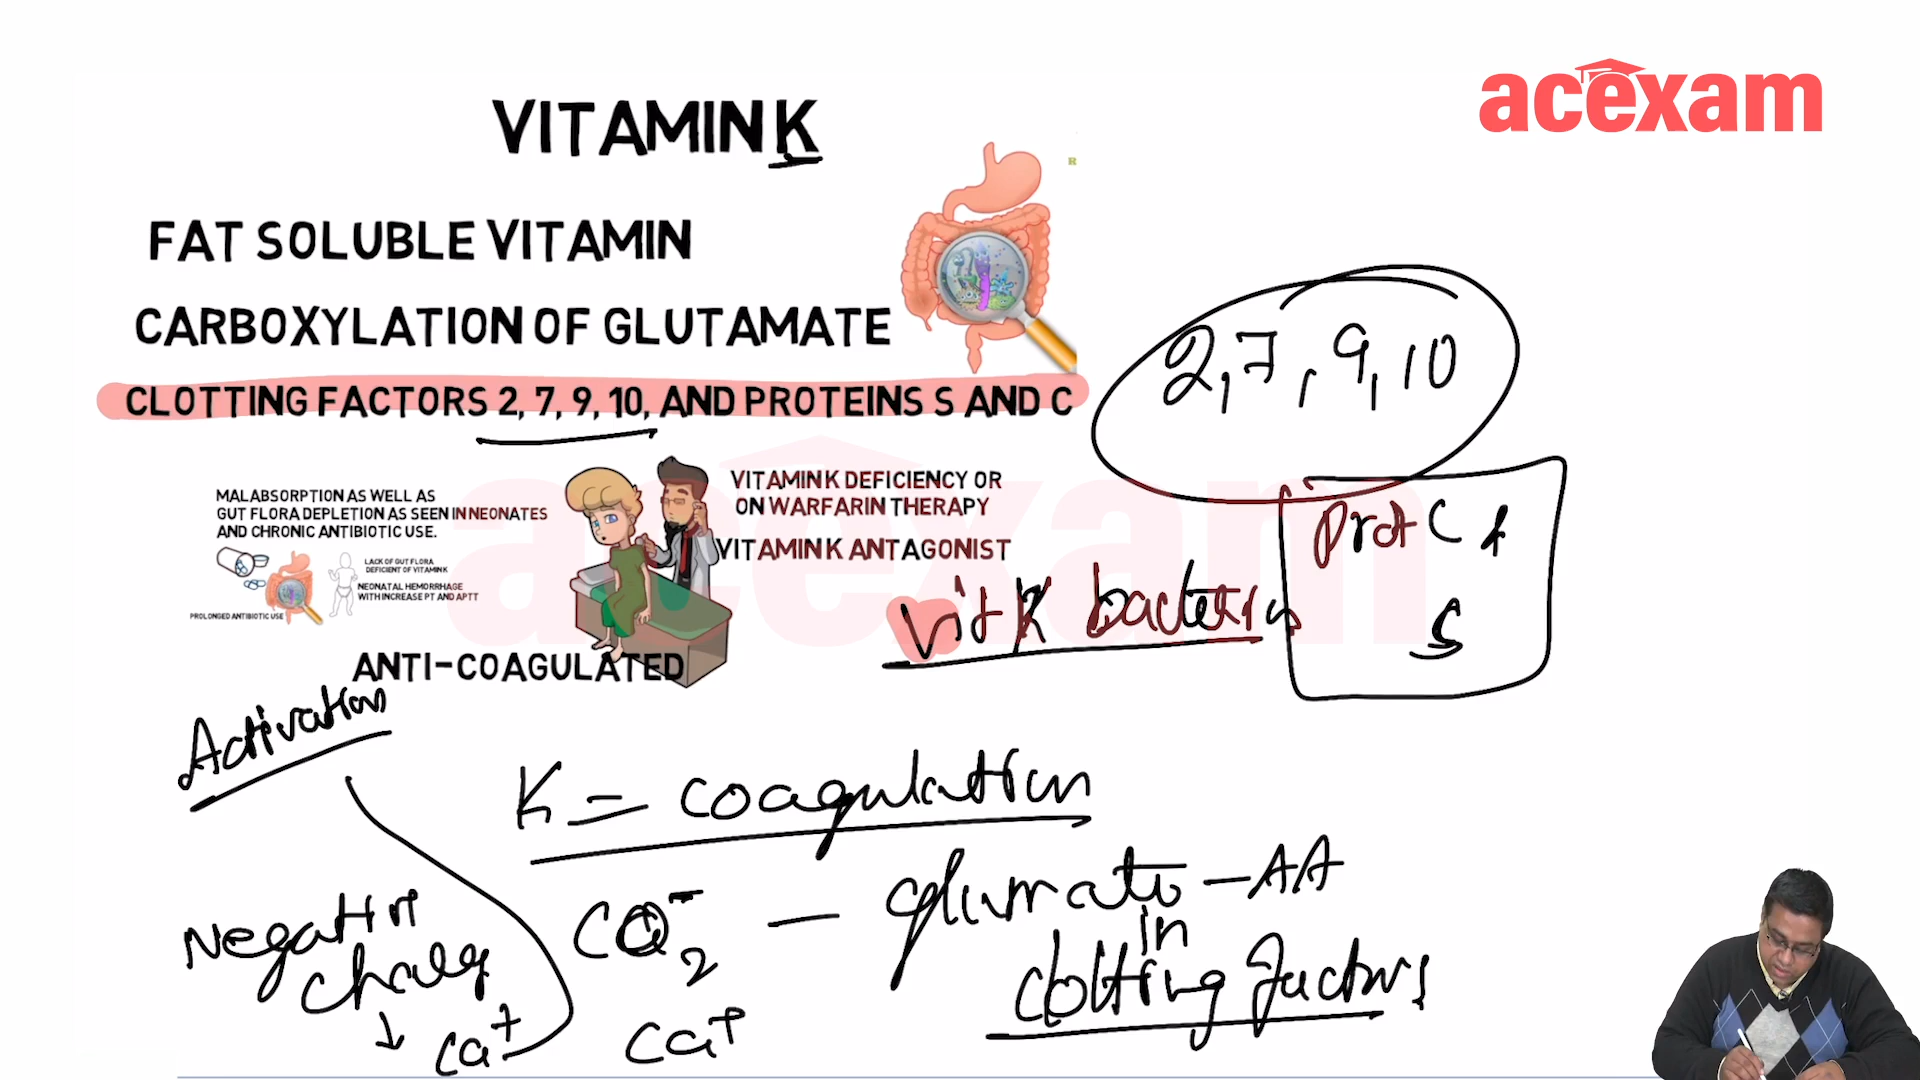 acexam
VITAMIN K
FAT SOLUBLE VITAMIN
CARBOXYLATION OF GLUTAMATE
CLOTTING FACTORS 2, 7, 9, 10, AND PROTEINS S AND C
2, 7, 9, 10
MALABSORPTION AS WELL AS
GUT FLORA DEPLETION AS SEEN IN NEONATES
AND CHRONIC ANTIBIOTIC USE.
LACK OF GUT FLORA
DEFICIENT OF VITAMIN K
NEONATAL HEMORRHAGE
WITH INCREASE PT AND APTT
PROLONGED ANTIBIOTIC USE
VITAMIN K DEFICIENCY OR
ON WARFARIN THERAPY
VITAMIN K ANTAGONIST
ANTI-COAGULATED
Prot C
S
Vit K bacteria
Activation
K = coagulation
CO2- — - AA
in
clotting factors
Ca+
Ca+
R
acexam